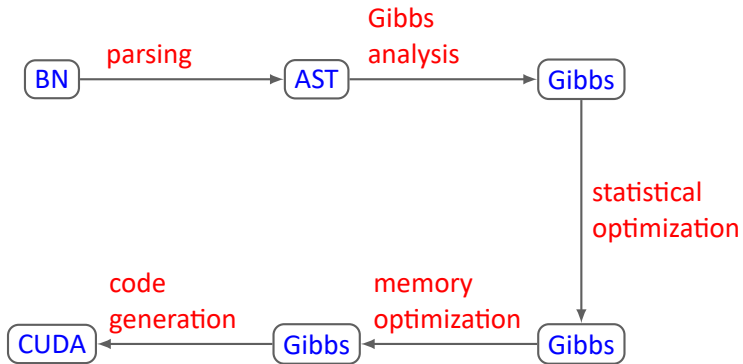 BN
parsing
AST
Gibbs
analysis
Gibbs
statistical
optimization
Gibbs
memory
optimization
Gibbs
code
generation
CUDA